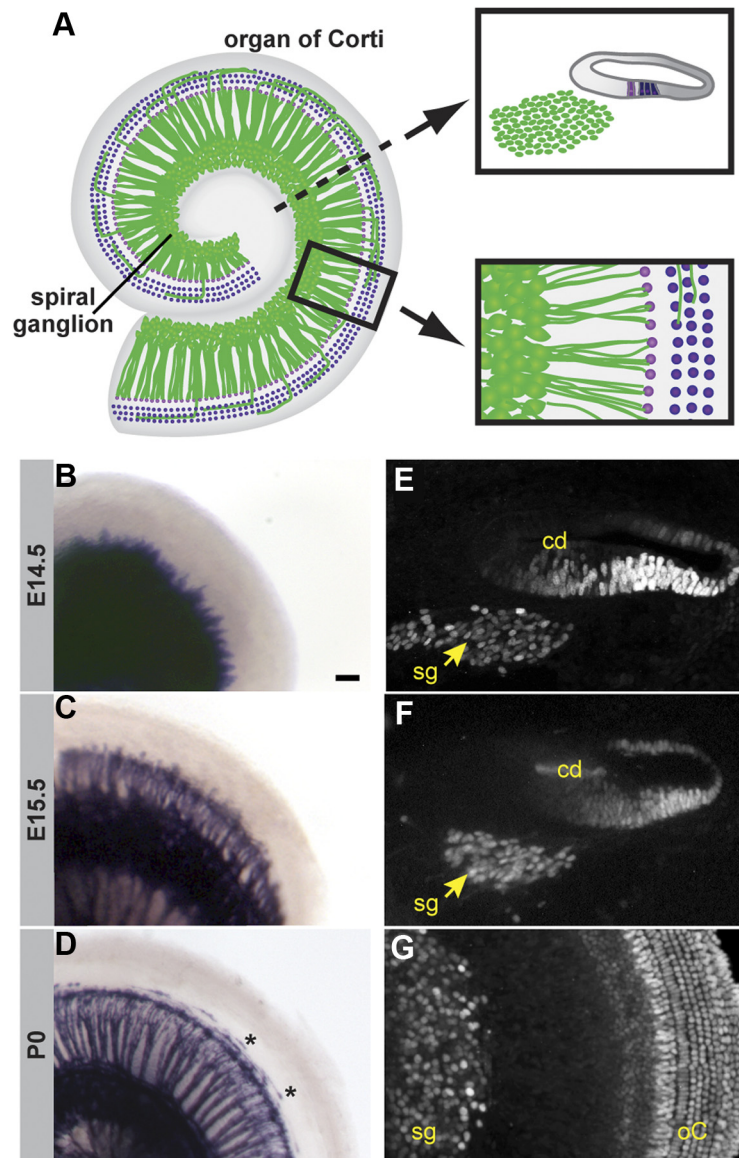 A
organ of Corti
spiral
ganglion
B
E14.5
E
cd
sg
C
E15.5
F
cd
sg
D
P0
*
*
G
sg
oC